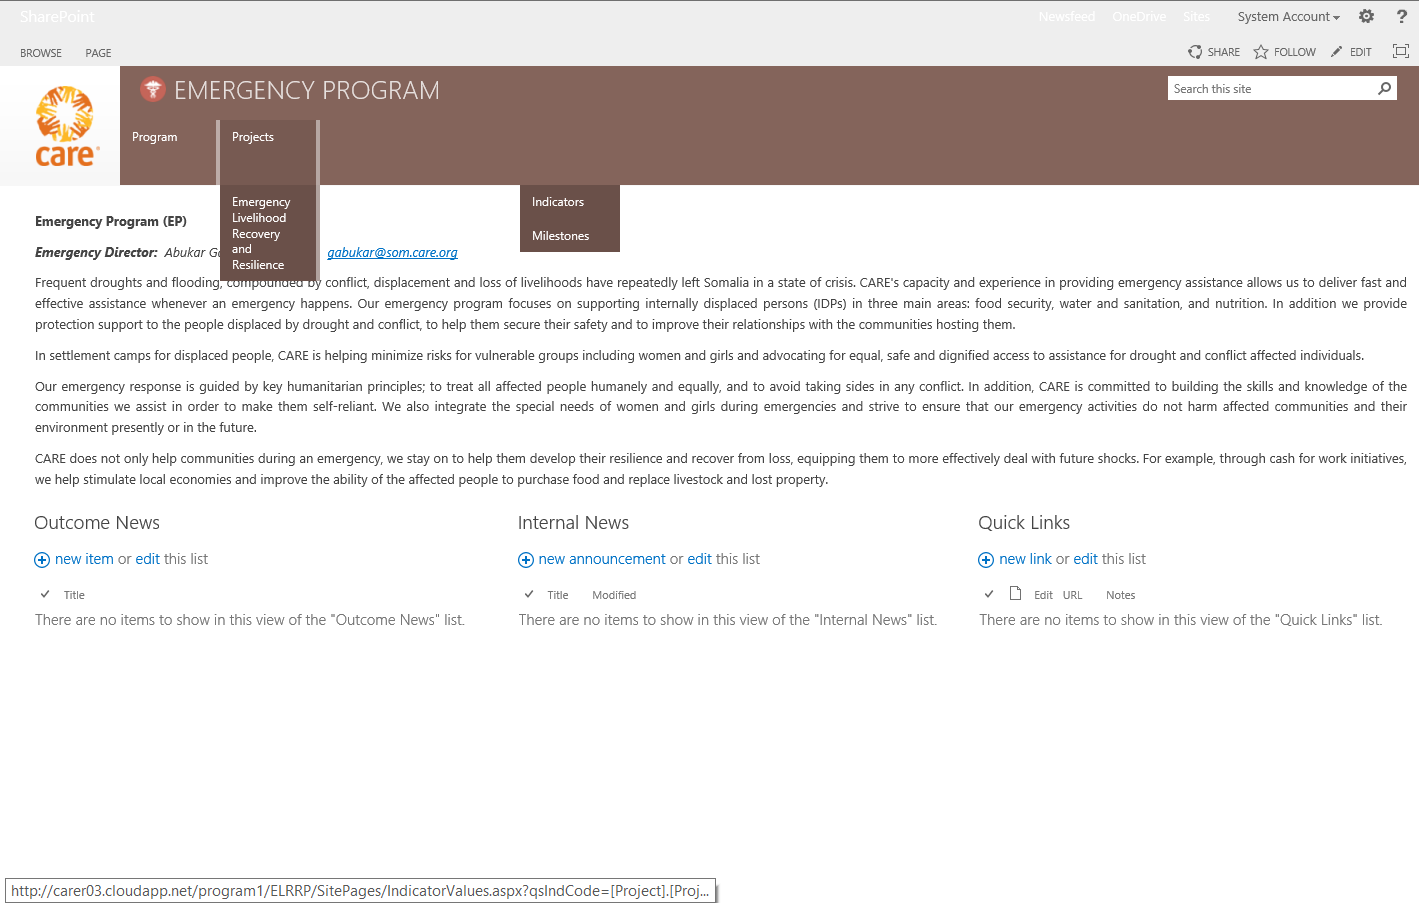 SharePoint
Newsfeed OneDrive Sites System Account ?
BROWSE PAGE SHARE FOLLOW EDIT
care
EMERGENCY PROGRAM
Search this site
Program Projects
Emergency Livelihood Recovery and Resilience
Indicators
Milestones
Emergency Program (EP)
Emergency Director: Abukar gabukar@som.care.org
Frequent droughts and flooding, compounded by conflict, displacement and loss of livelihoods have repeatedly left Somalia in a state of crisis. CARE's capacity and experience in providing emergency assistance allows us to deliver fast and
effective assistance whenever an emergency happens. Our emergency program focuses on supporting internally displaced persons (IDPs) in three main areas: food security, water and sanitation, and nutrition. In addition we provide
protection support to the people displaced by drought and conflict, to help them secure their safety and to improve their relationships with the communities hosting them.
In settlement camps for displaced people, CARE is helping minimize risks for vulnerable groups including women and girls and advocating for equal, safe and dignified access to assistance for drought and conflict affected individuals.
Our emergency response is guided by key humanitarian principles; to treat all affected people humanely and equally, and to avoid taking sides in any conflict. In addition, CARE is committed to building the skills and knowledge of the
communities we assist in order to make them self-reliant. We also integrate the special needs of women and girls during emergencies and strive to ensure that our emergency activities do not harm affected communities and their
environment presently or in the future.
CARE does not only help communities during an emergency, we stay on to help them develop their resilience and recover from loss, equipping them to more effectively deal with future shocks. For example, through cash for work initiatives,
we help stimulate local economies and improve the ability of the affected people to purchase food and replace livestock and lost property.
Outcome News
new item or edit this list
Title
There are no items to show in this view of the "Outcome News" list.
Internal News
new announcement or edit this list
Title Modified
There are no items to show in this view of the "Internal News" list.
Quick Links
new link or edit this list
Edit URL Notes
There are no items to show in this view of the "Quick Links" list.
http://carer03.cloudapp.net/program1/ELRRP/SitePages/IndicatorValues.aspx?qsIndCode=[Project].[Proj...